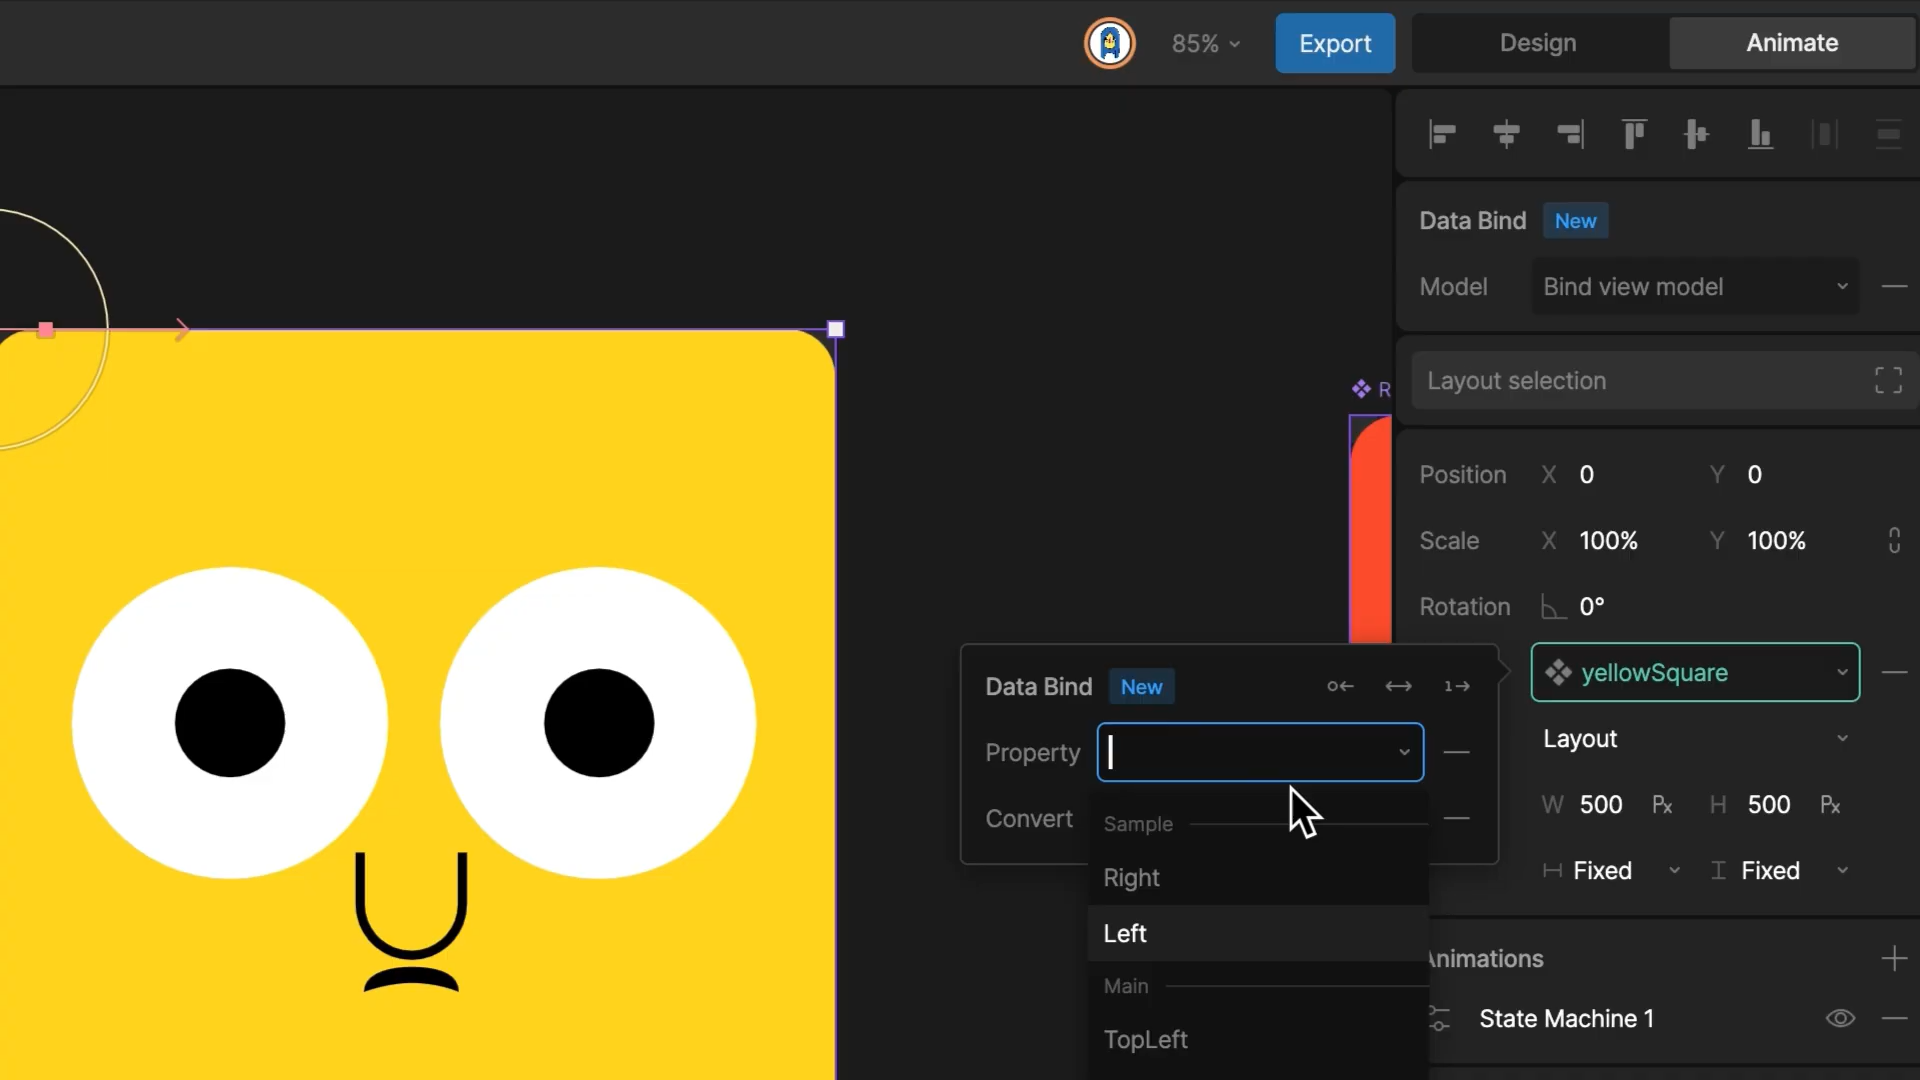 85%
Export
Design
Animate
Data Bind New
Model Bind view model
R
Layout selection
Position X 0 Y 0
Scale X 100% Y 100%
Rotation 0°
yellowSquare
Layout
W 500 Px H 500 Px
Fixed Fixed
Data Bind New
Property
Convert
Sample
Right
Left
Main
TopLeft
Animations
State Machine 1